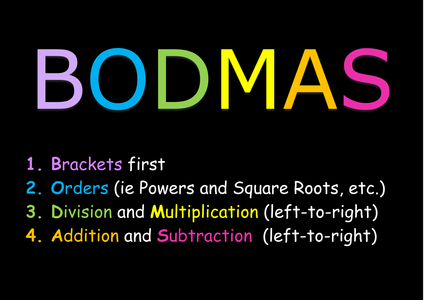 BODMAS
1. Brackets first
2. Orders (ie Powers and Square Roots, etc.)
3. Division and Multiplication (left-to-right)
4. Addition and Subtraction (left-to-right)